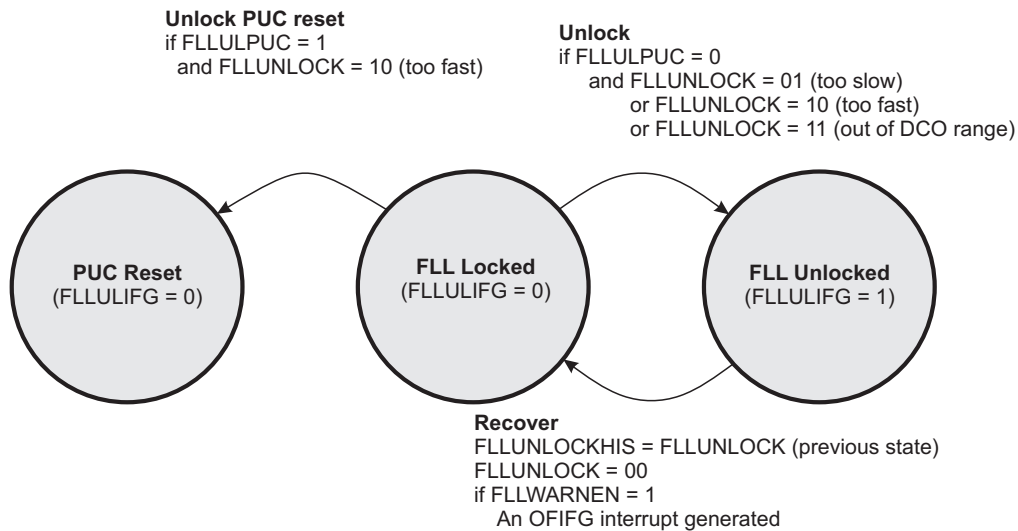 Unlock PUC reset
if FLLULPUC = 1
and FLLUNLOCK = 10 (too fast)
Unlock
if FLLULPUC = 0
and FLLUNLOCK = 01 (too slow)
or FLLUNLOCK = 10 (too fast)
or FLLUNLOCK = 11 (out of DCO range)
PUC Reset
(FLLULIFG = 0)
FLL Locked
(FLLULIFG = 0)
FLL Unlocked
(FLLULIFG = 1)
Recover
FLLUNLOCKHIS = FLLUNLOCK (previous state)
FLLUNLOCK = 00
if FLLWARNEN = 1
An OFIFG interrupt generated